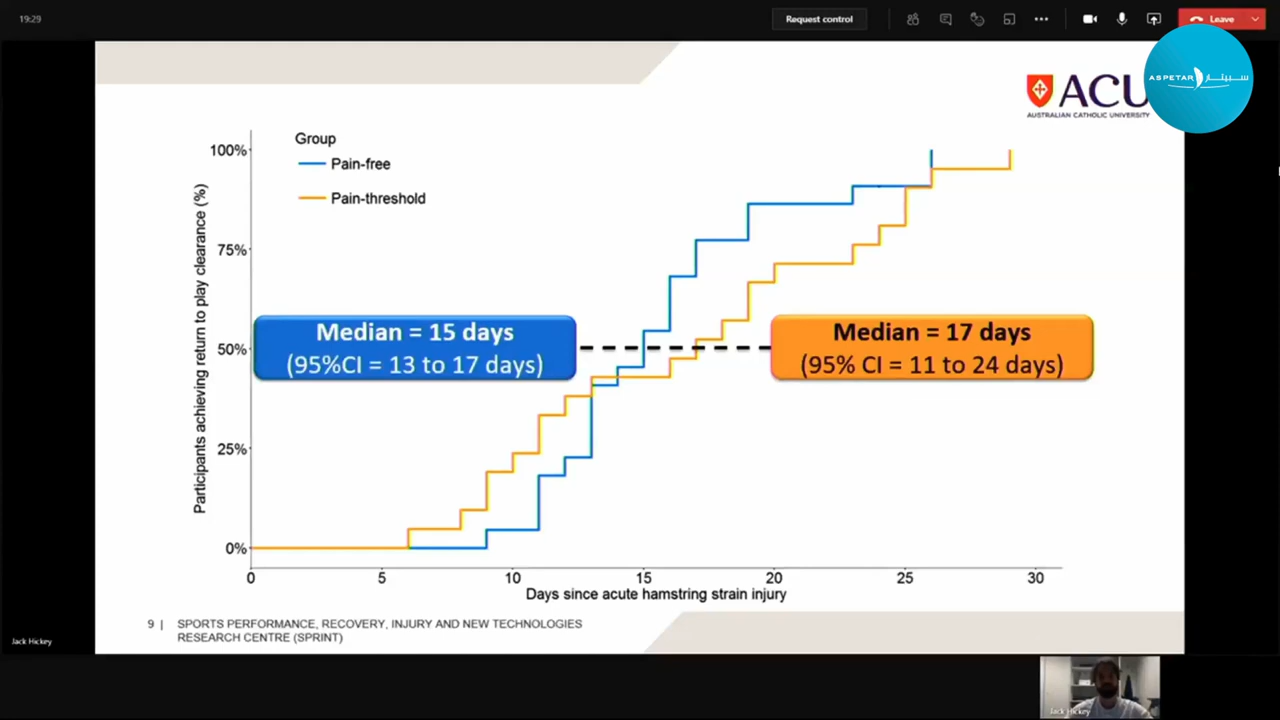 19:29
Request control
Leave
ASPETAR سبيتار
ACU
AUSTRALIAN CATHOLIC UNIVERSITY
Group
Pain-free
Pain-threshold
Participants achieving return to play clearance (%)
100%
75%
50%
25%
0%
Median = 15 days
(95%CI = 13 to 17 days)
Median = 17 days
(95% CI = 11 to 24 days)
0 5 10 15 20 25 30
Days since acute hamstring strain injury
9 | SPORTS PERFORMANCE, RECOVERY, INJURY AND NEW TECHNOLOGIES
RESEARCH CENTRE (SPRINT)
Jack Hickey
Jack Hickey